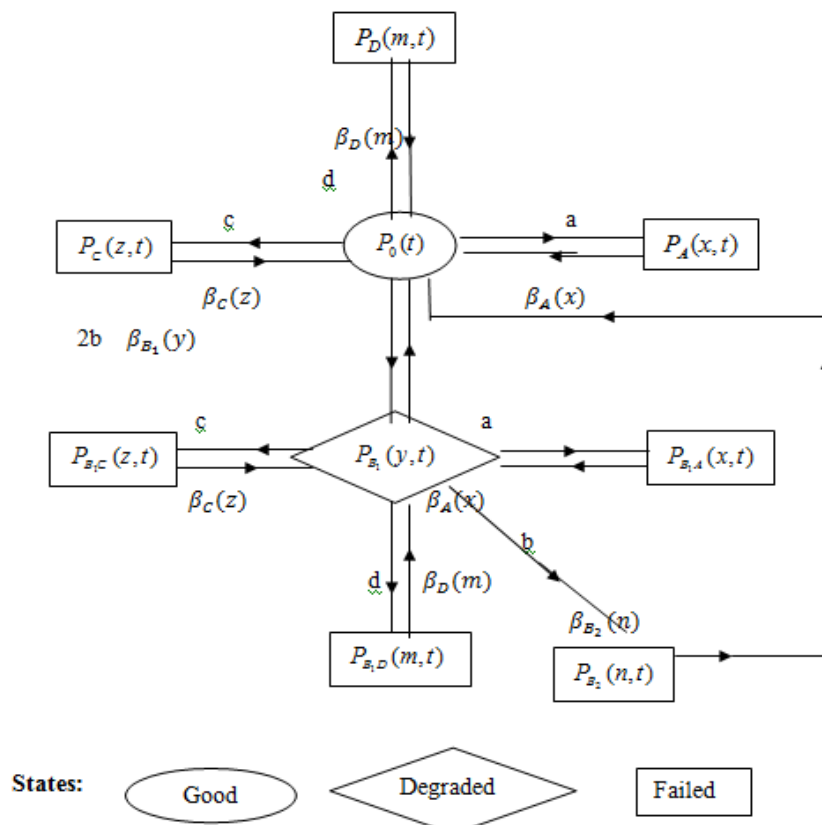 P_D(m,t)
β_D(m)
d
c
a
P_C(z,t)
P_0(t)
P_A(x,t)
β_C(z)
β_A(x)
2b β_{B_1}(y)
c
a
P_{B_1C}(z,t)
P_{B_1}(y,t)
P_{B_1A}(x,t)
β_C(z)
β_A(x)
b
d
β_D(m)
β_{B_2}(n)
P_{B_1D}(m,t)
P_{B_2}(n,t)
States:
Good
Degraded
Failed